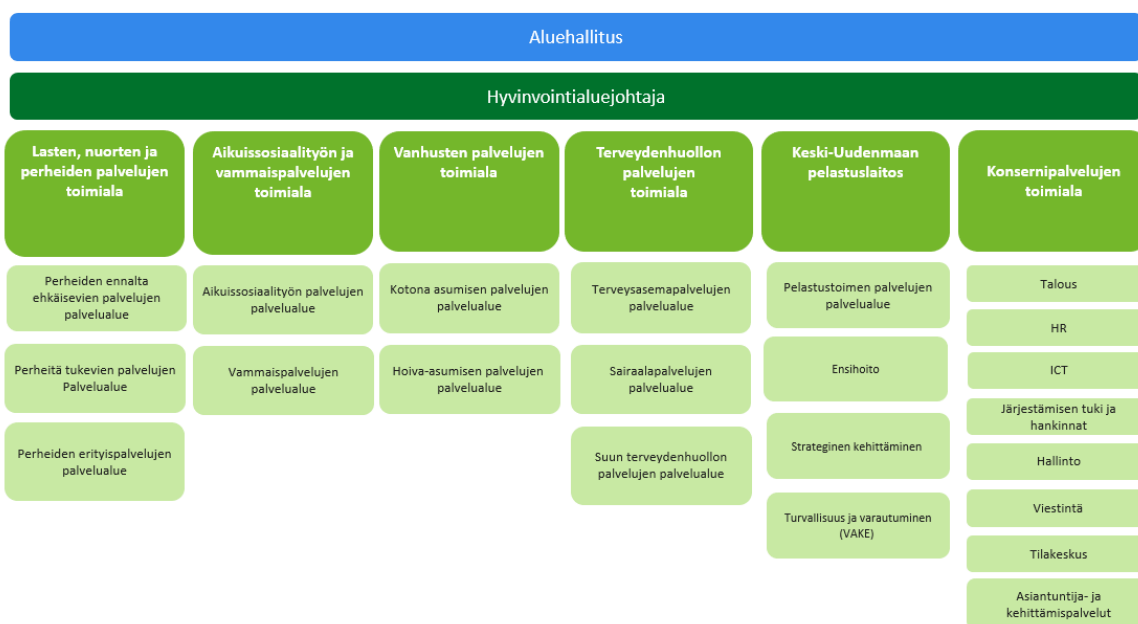 Aluehallitus
Hyvinvointialuejohtaja
Lasten, nuorten ja
perheiden palvelujen
toimiala
Perheiden ennalta
ehkäisevien palvelujen
palvelualue
Perheitä tukevien palvelujen
Palvelualue
Perheiden erityispalvelujen
palvelualue
Aikuissosiaalityön ja
vammaispalvelujen
toimiala
Aikuissosiaalityön palvelujen
palvelualue
Vammaispalvelujen
palvelualue
Vanhusten palvelujen
toimiala
Kotona asumisen palvelujen
palvelualue
Hoiva-asumisen palvelujen
palvelualue
Terveydenhuollon
palvelujen
toimiala
Terveysasemapalvelujen
palvelualue
Sairaalapalvelujen
palvelualue
Suun terveydenhuollon
palvelujen palvelualue
Keski-Uudenmaan
pelastuslaitos
Pelastustoimen palvelujen
palvelualue
Ensihoito
Strateginen kehittäminen
Turvallisuus ja varautuminen
(VAKE)
Konsernipalvelujen
toimiala
Talous
HR
ICT
Järjestämisen tuki ja
hankinnat
Hallinto
Viestintä
Tilakeskus
Asiantuntija- ja
kehittämispalvelut